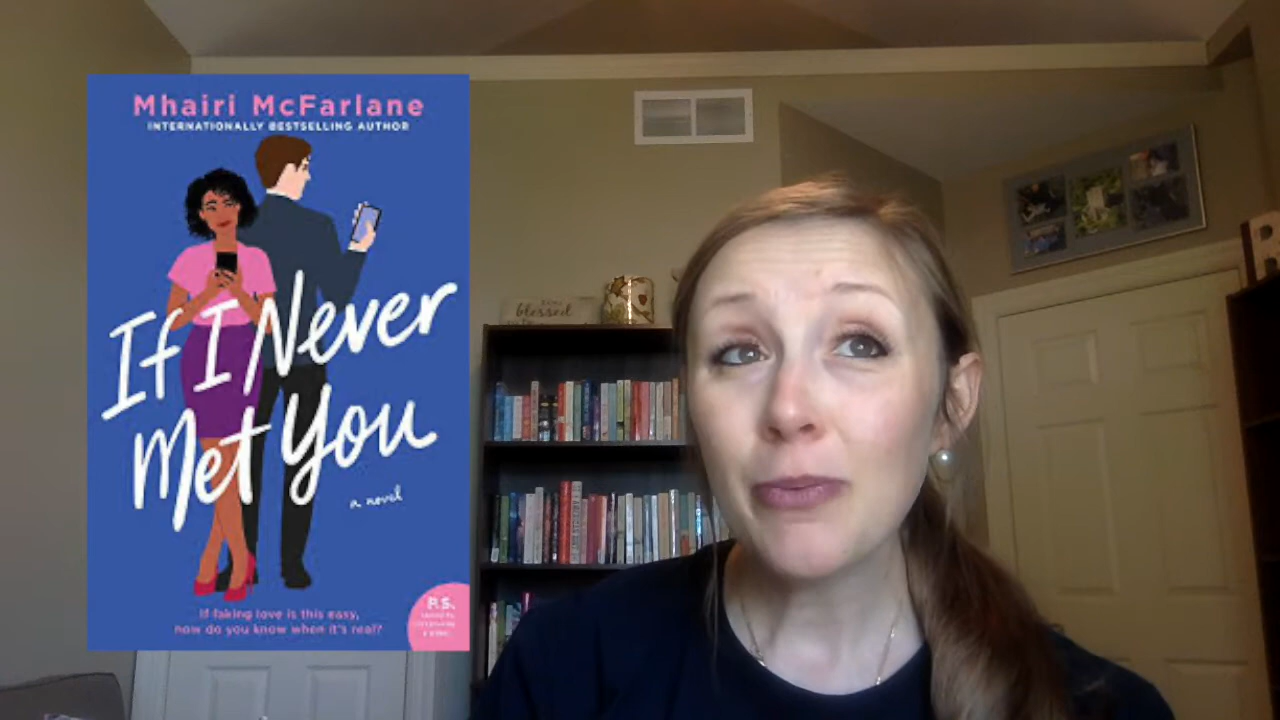 Mhairi McFarlane
INTERNATIONALLY BESTSELLING AUTHOR
If I Never
Met You
a novel
If faking love is this easy,
how do you know when it's real?
P.S.
blessed